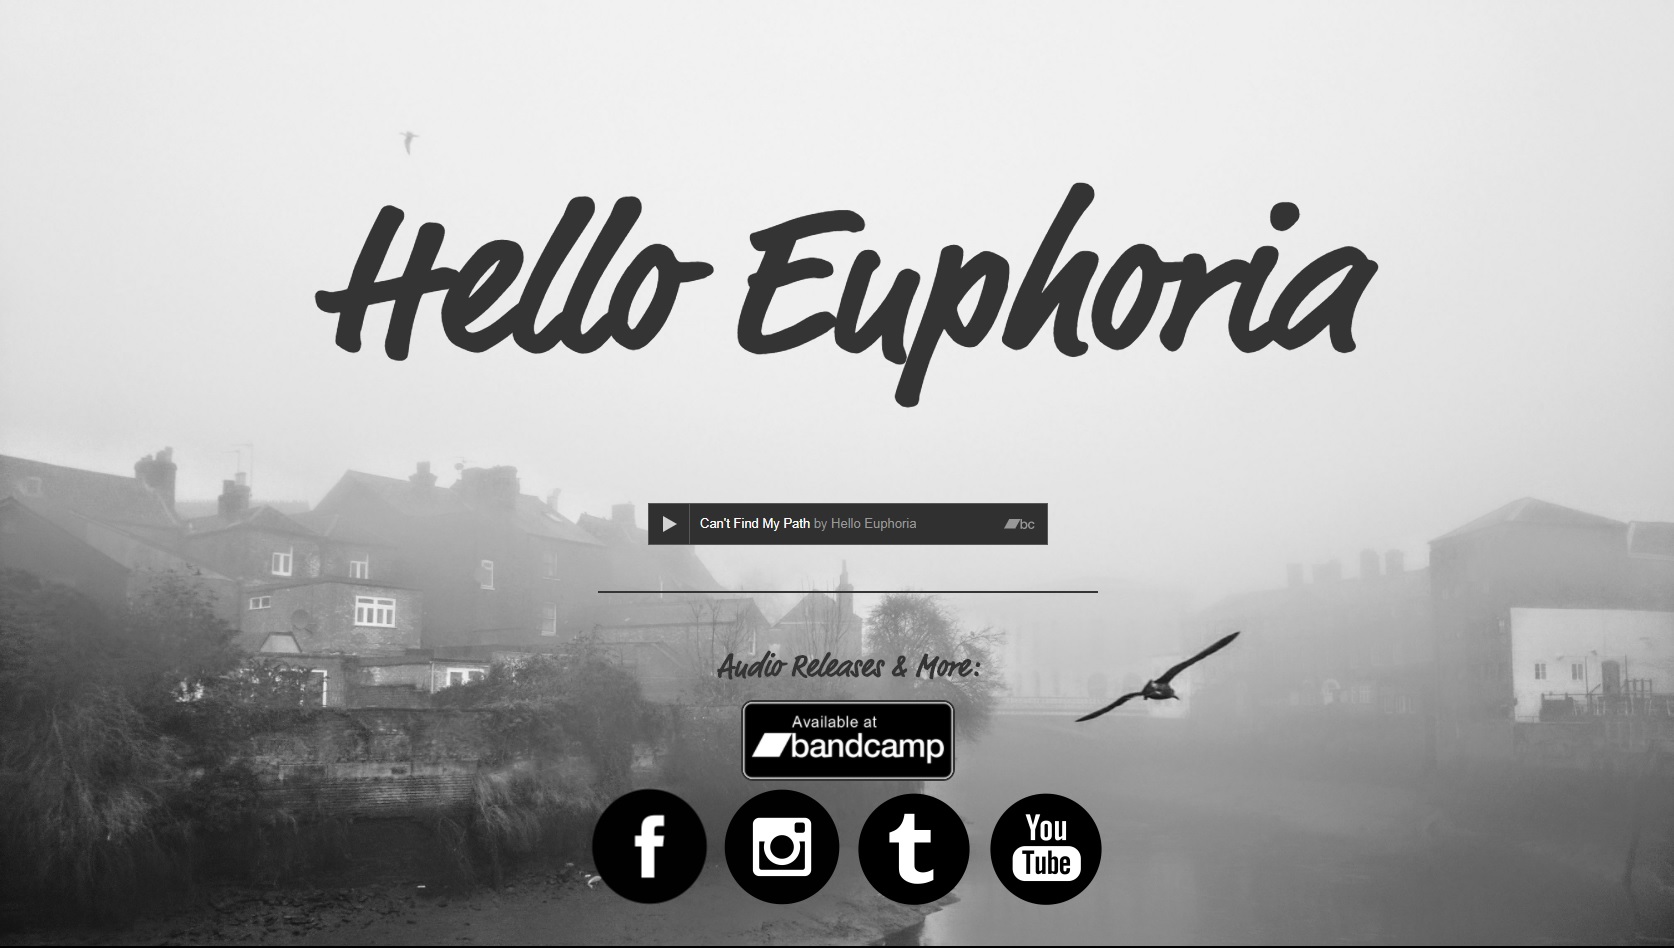 Hello Euphoria
Can't Find My Path by Hello Euphoria
bc
Audio Releases & More:
Available at
bandcamp
f
t
You
Tube